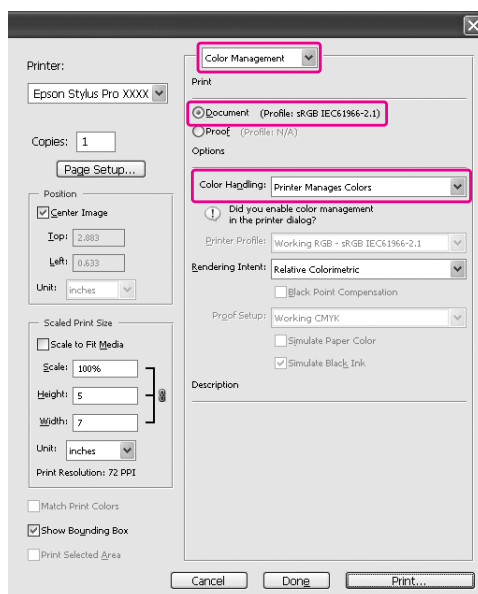 Printer:
Epson Stylus Pro XXXX
Copies: 1
Page Setup...
Position
Center Image
Top: 2.883
Left: 0.633
Unit: inches
Scaled Print Size
Scale to Fit Media
Scale: 100%
Height: 5
Width: 7
Unit: inches
Print Resolution: 72 PPI
Match Print Colors
Show Bounding Box
Print Selected Area
Color Management
Print
Document (Profile: sRGB IEC61966-2.1)
Proof (Profile: N/A)
Options
Color Handling: Printer Manages Colors
Did you enable color management
in the printer dialog?
Printer Profile: Working RGB - sRGB IEC61966-2.1
Rendering Intent: Relative Colorimetric
Black Point Compensation
Proof Setup: Working CMYK
Simulate Paper Color
Simulate Black Ink
Description
Cancel
Done
Print...